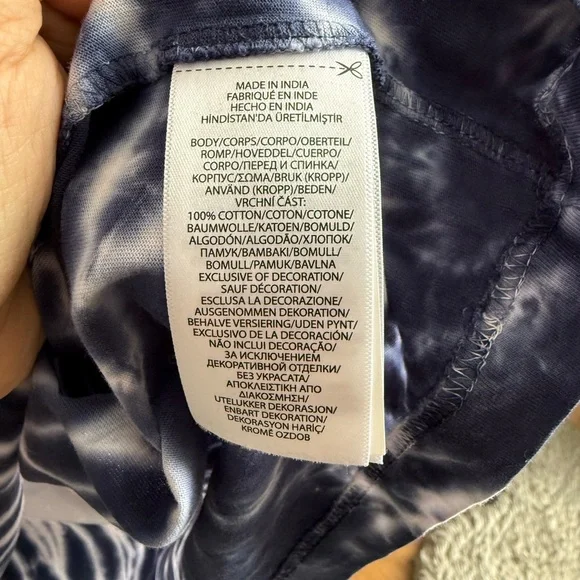 MADE IN INDIA
FABRIQUÉ EN INDE
HECHO EN INDIA
HİNDİSTAN'DA ÜRETİLMİŞTİR
BODY/CORPS/CORPO/OBERTEIL/
ROMP/HOVEDDEL/CUERPO/
CORPO/ПЕРЕД И СПИНКА/
ΚΟΡΠΥC/ΣΩΜΑ/BRUK (KROPP)/
ANVÄND (KROPP)/BEDEN/
VRCHNÍ ČÁST:
100% COTTON/COTON/COTONE/
BAUMWOLLE/KATOEN/BOMULD/
ALGODÓN/ALGODÃO/ХЛОПОК/
ПАМУК/ΒΑΜΒΑΚΙ/BOMULL/
BOMULL/PAMUK/BAVLNA
EXCLUSIVE OF DECORATION/
SAUF DÉCORATION/
ESCLUSA LA DECORAZIONE/
AUSGENOMMEN DEKORATION/
BEHALVE VERSIERING/UDEN PYNT/
EXCLUSIVO DE LA DECORACIÓN/
NÃO INCLUI DECORAÇÃO/
ЗА ИСКЛЮЧЕНИЕМ
ДЕКОРАТИВНОЙ ОТДЕЛКИ/
БЕЗ УКРАСАТА/
ΑΠΟΚΛΕΙΣΤΙΚΗ ΑΠΟ
ΔΙΑΚΟΣΜΗΣΗ/
UTELUKKER DEKORASJON/
ENBART DEKORATION/
DEKORASYON HARİÇ/
KROMĚ OZDOB